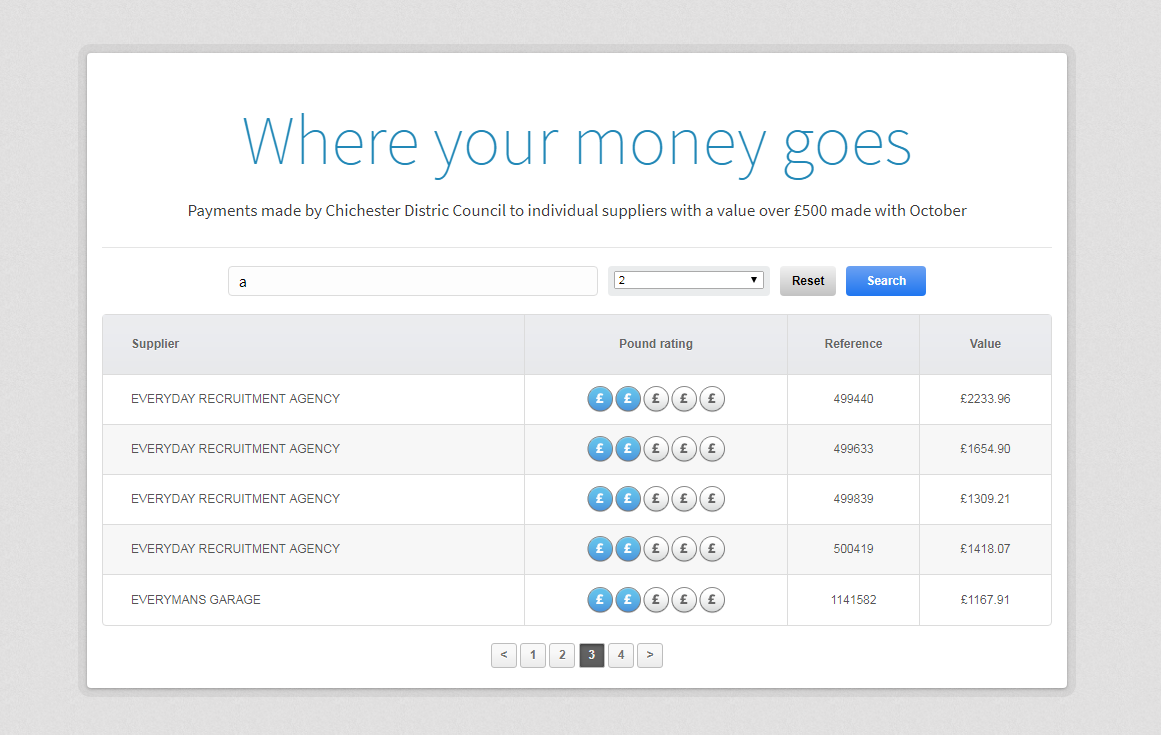 Where your money goes
Payments made by Chichester Distric Council to individual suppliers with a value over £500 made with October
a 2 Reset Search
Supplier Pound rating Reference Value
EVERYDAY RECRUITMENT AGENCY £ £ £ £ £ 499440 £2233.96
EVERYDAY RECRUITMENT AGENCY £ £ £ £ £ 499633 £1654.90
EVERYDAY RECRUITMENT AGENCY £ £ £ £ £ 499839 £1309.21
EVERYDAY RECRUITMENT AGENCY £ £ £ £ £ 500419 £1418.07
EVERYMANS GARAGE £ £ £ £ £ 1141582 £1167.91
< 1 2 3 4 >